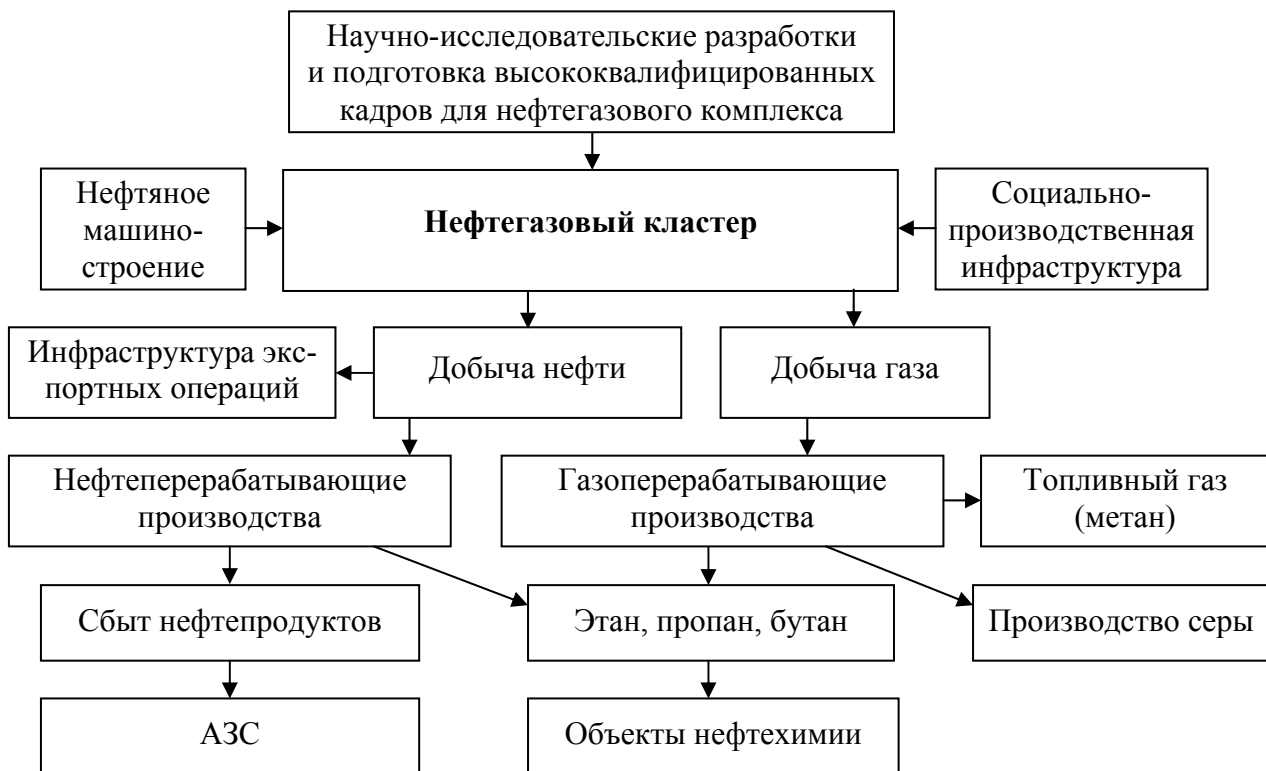 Научно-исследовательские разработки
и подготовка высококвалифицированных
кадров для нефтегазового комплекса
Нефтяное
машино-
строение
Нефтегазовый кластер
Социально-
производственная
инфраструктура
Инфраструктура экс-
портных операций
Добыча нефти
Добыча газа
Нефтеперерабатывающие
производства
Газоперерабатывающие
производства
Топливный газ
(метан)
Сбыт нефтепродуктов
Этан, пропан, бутан
Производство серы
АЗС
Объекты нефтехимии